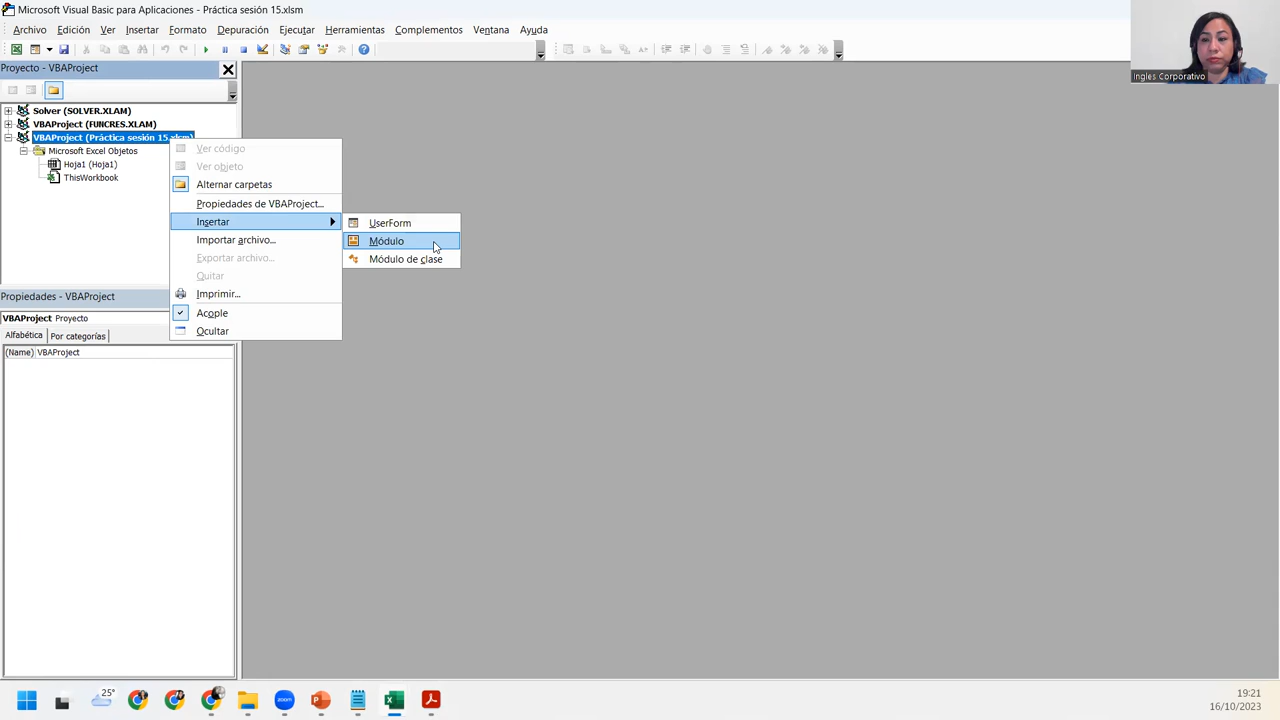 Microsoft Visual Basic para Aplicaciones - Práctica sesión 15.xlsm
Archivo Edición Ver Insertar Formato Depuración Ejecutar Herramientas Complementos Ventana Ayuda
Ingles Corporativo
Proyecto - VBAProject
Solver (SOLVER.XLAM)
VBAProject (FUNCRES.XLAM)
VBAProject (Práctica sesión 15.xlsm)
Microsoft Excel Objetos
Hoja1 (Hoja1)
ThisWorkbook
Ver código
Ver objeto
Alternar carpetas
Propiedades de VBAProject...
Insertar
Importar archivo...
Exportar archivo...
Quitar
Imprimir...
Acople
Ocultar
UserForm
Módulo
Módulo de clase
Propiedades - VBAProject
VBAProject Proyecto
Alfabética Por categorías
(Name) VBAProject
25°
zoom
19:21
16/10/2023